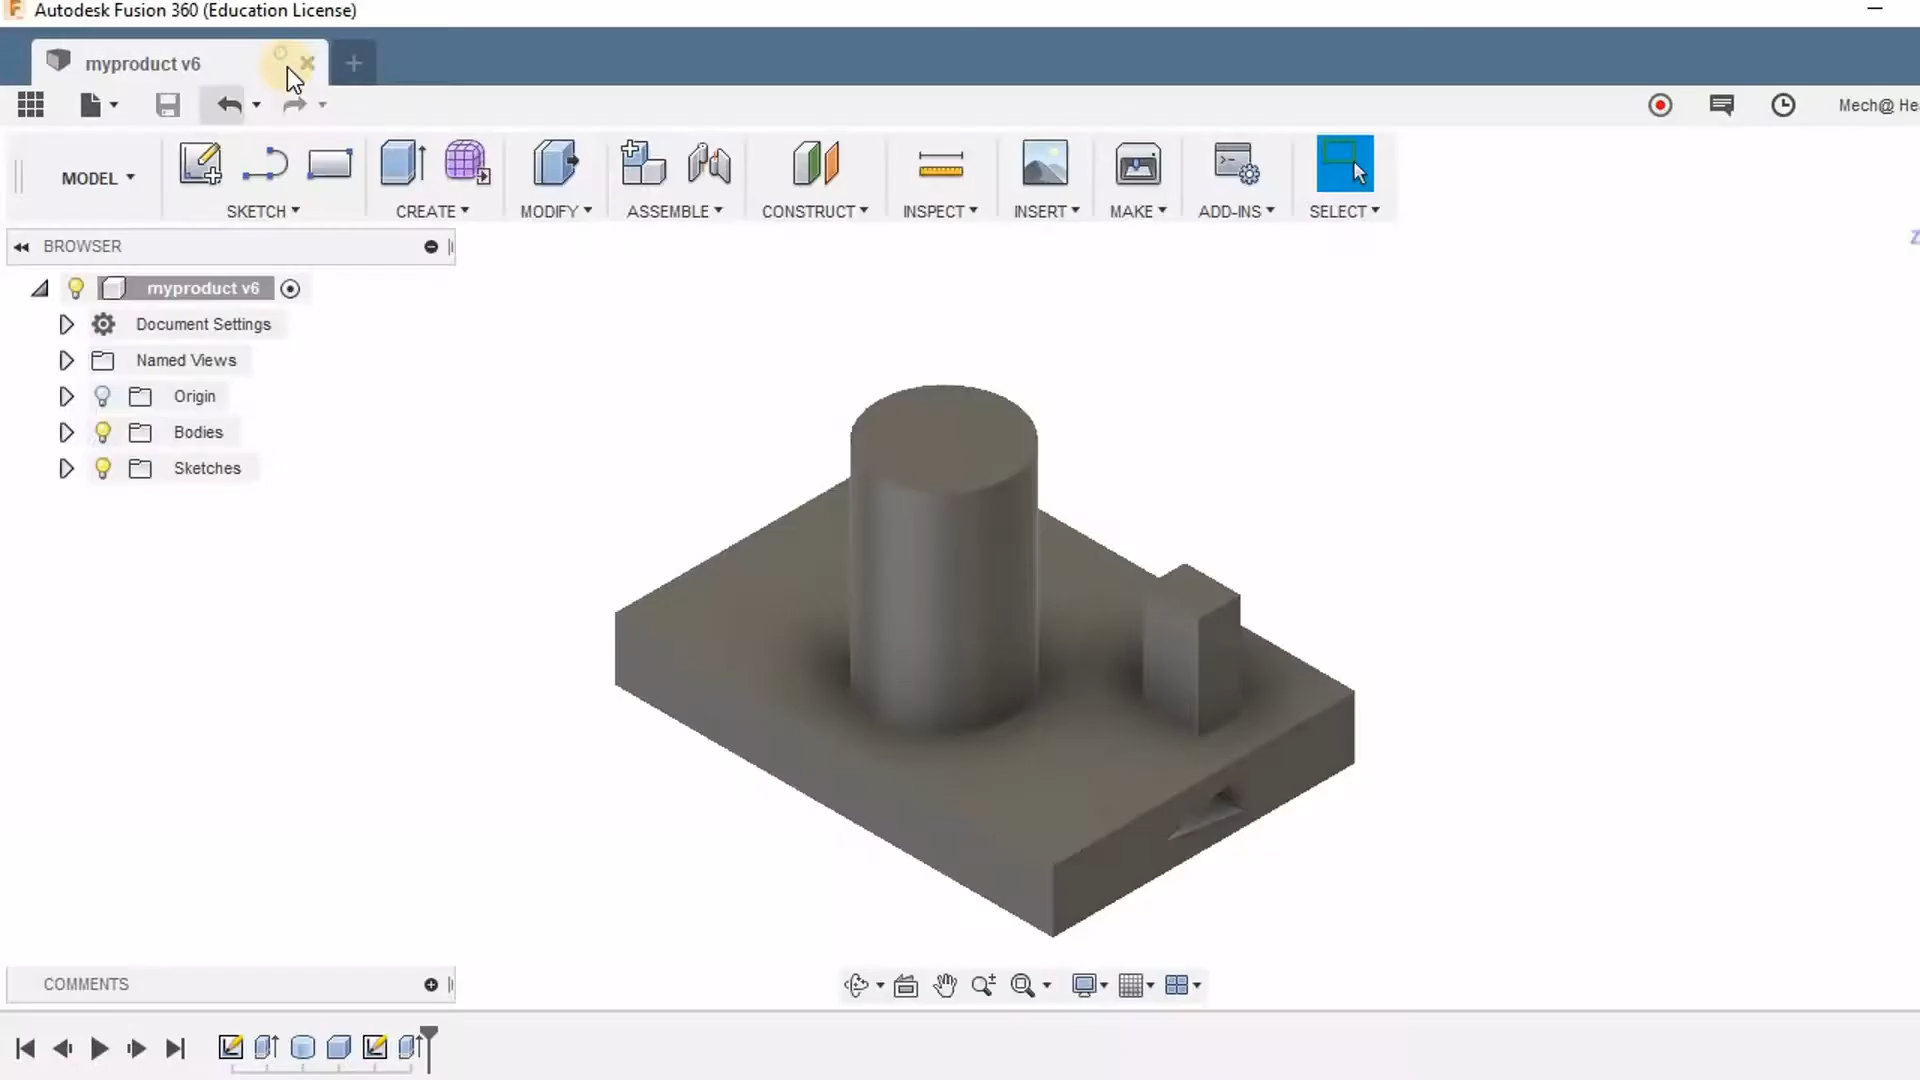 Autodesk Fusion 360 (Education License)
myproduct v6
Mech@ He
MODEL
SKETCH
CREATE
MODIFY
ASSEMBLE
CONSTRUCT
INSPECT
INSERT
MAKE
ADD-INS
SELECT
BROWSER
Z
myproduct v6
Document Settings
Named Views
Origin
Bodies
Sketches
COMMENTS